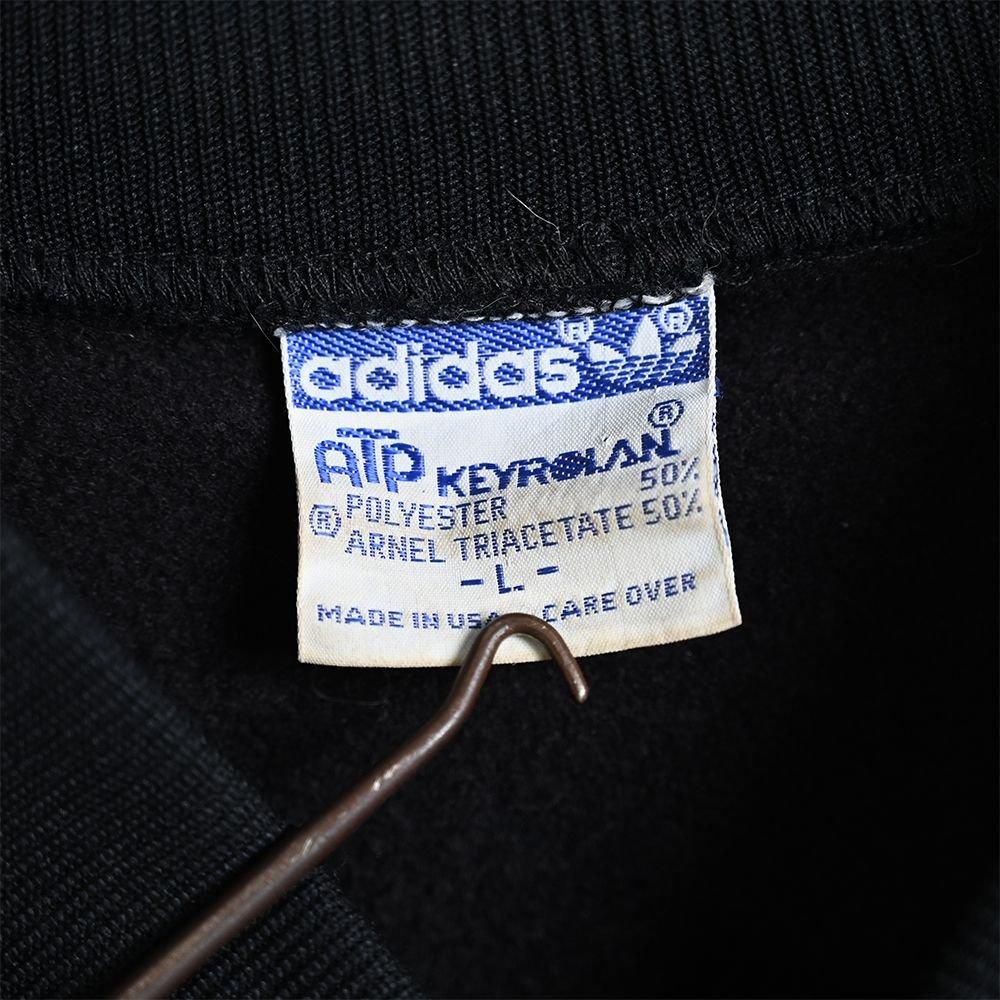 adidas ® ®
ATP KEYROLAN ®
POLYESTER 50%
® ARNEL TRIACETATE 50%
- L. -
MADE IN USA CARE OVER